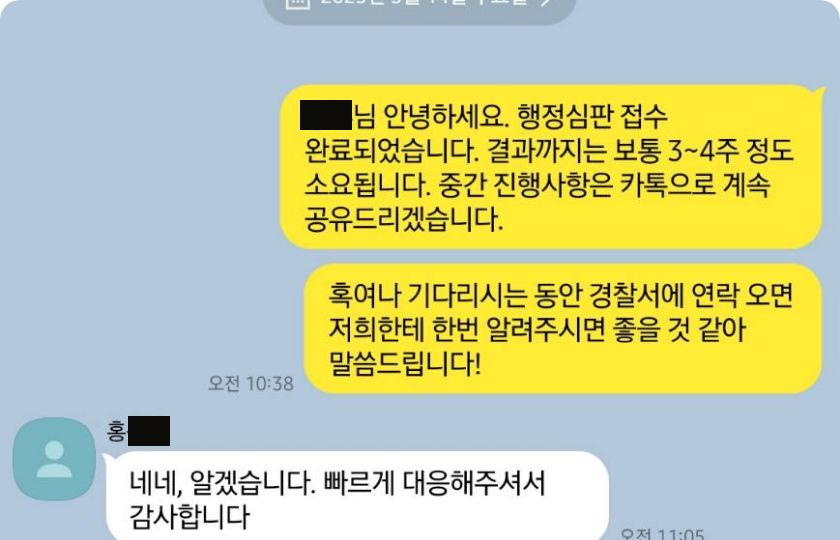 님 안녕하세요. 행정심판 접수
완료되었습니다. 결과까지는 보통 3~4주 정도
소요됩니다. 중간 진행사항은 카톡으로 계속
공유드리겠습니다.
혹여나 기다리시는 동안 경찰서에 연락 오면
저희한테 한번 알려주시면 좋을 것 같아
말씀드립니다!
오전 10:38
홍
네네, 알겠습니다. 빠르게 대응해주셔서
감사합니다
오전 11:05